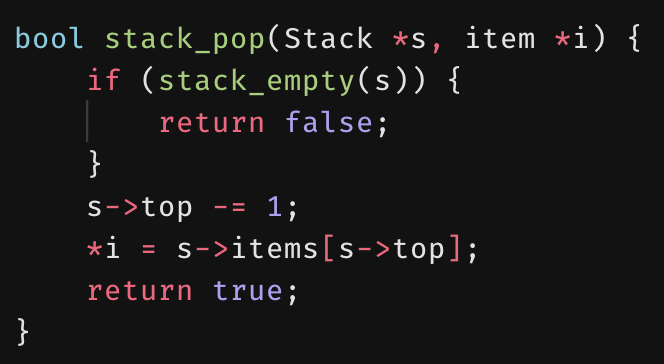 bool stack_pop(Stack *s, item *i) {
    if (stack_empty(s)) {
        return false;
    }
    s->top -= 1;
    *i = s->items[s->top];
    return true;
}